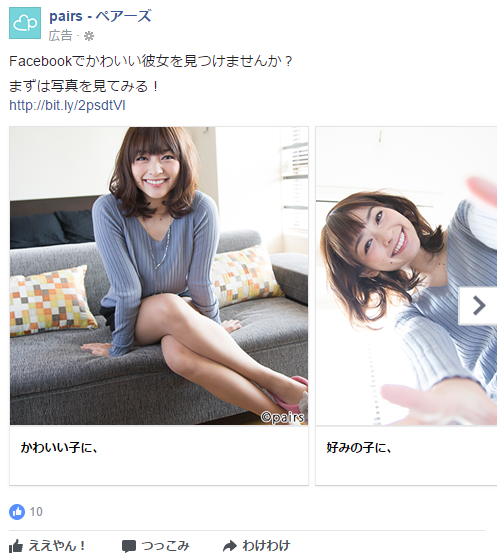 pairs - ペアーズ
広告 ·
Facebookでかわいい彼女を見つけませんか？
まずは写真を見てみる！
http://bit.ly/2psdtVI
©pairs
かわいい子に、
好みの子に、
10
ええやん！ つっこみ わけわけ